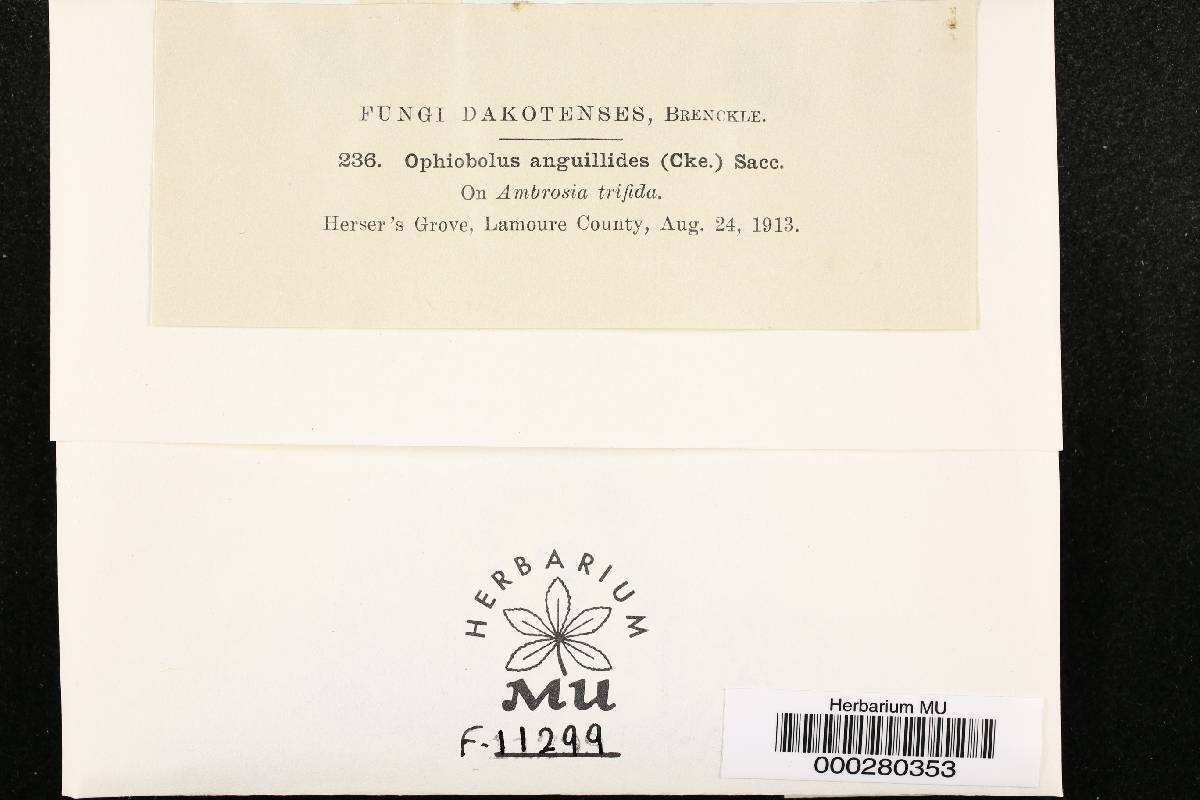 FUNGI DAKOTENSES, BRENCKLE.
236. Ophiobolus anguillides (Cke.) Sacc.
On Ambrosia trifida.
Herser's Grove, Lamoure County, Aug. 24, 1913.
HERBARIUM
MU
F-11299
Herbarium MU
000280353